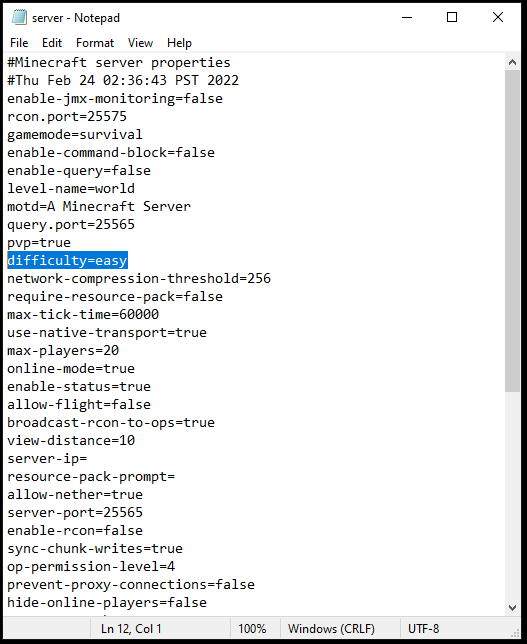 server - Notepad
File Edit Format View Help
#Minecraft server properties
#Thu Feb 24 02:36:43 PST 2022
enable-jmx-monitoring=false
rcon.port=25575
gamemode=survival
enable-command-block=false
enable-query=false
level-name=world
motd=A Minecraft Server
query.port=25565
pvp=true
difficulty=easy
network-compression-threshold=256
require-resource-pack=false
max-tick-time=60000
use-native-transport=true
max-players=20
online-mode=true
enable-status=true
allow-flight=false
broadcast-rcon-to-ops=true
view-distance=10
server-ip=
resource-pack-prompt=
allow-nether=true
server-port=25565
enable-rcon=false
sync-chunk-writes=true
op-permission-level=4
prevent-proxy-connections=false
hide-online-players=false
Ln 12, Col 1 100% Windows (CRLF) UTF-8